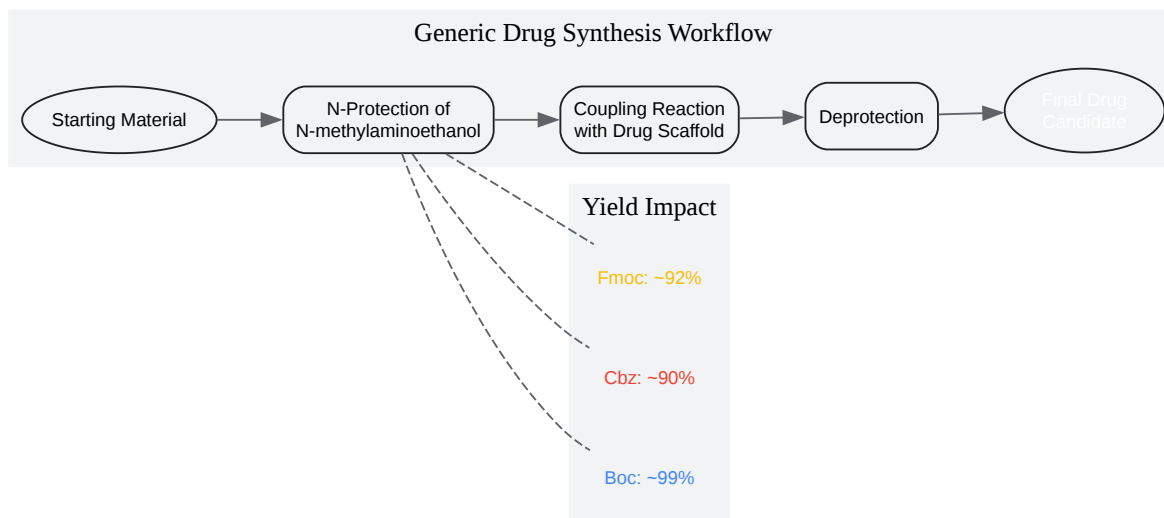 Generic Drug Synthesis Workflow
Starting Material
N-Protection of
N-methylaminoethanol
Coupling Reaction
with Drug Scaffold
Deprotection
Final Drug
Candidate
Yield Impact
Fmoc: ~92%
Cbz: ~90%
Boc: ~99%